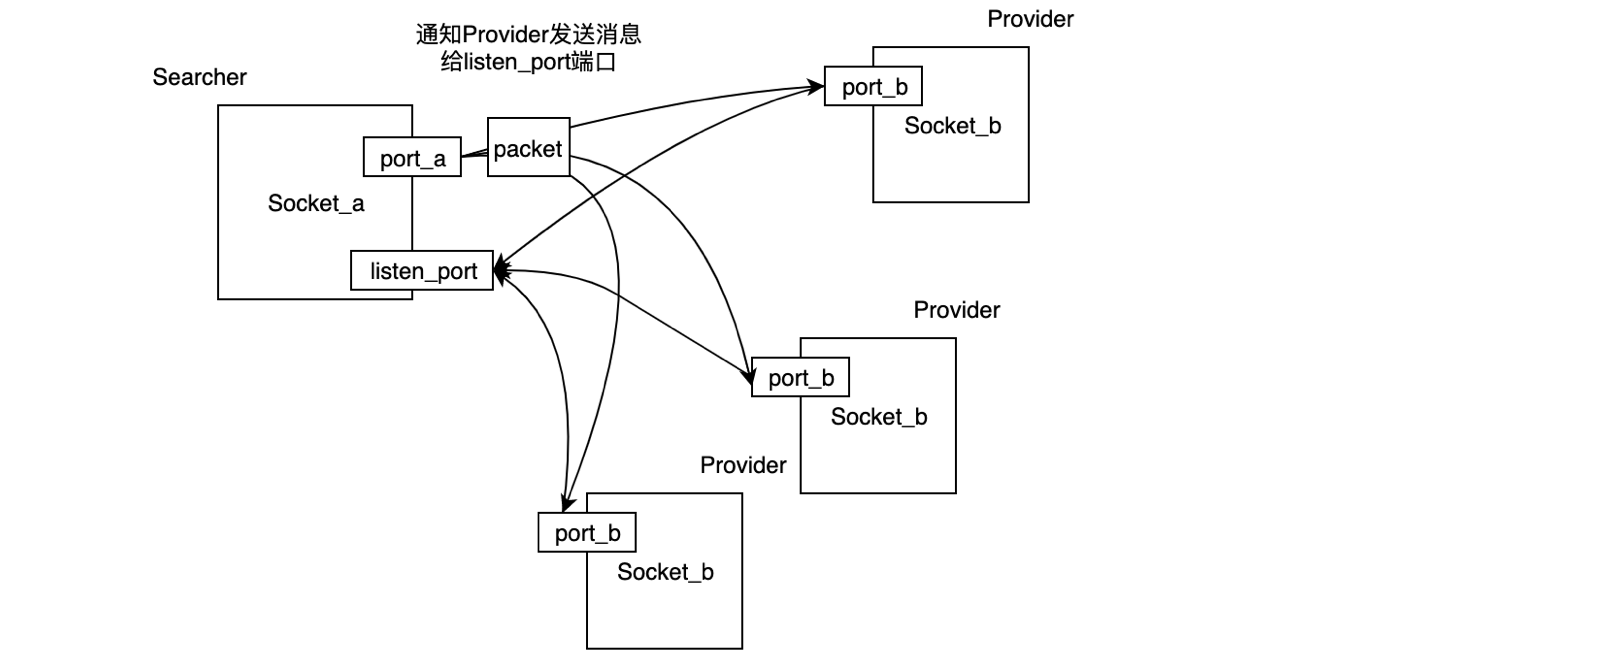 Provider
通知Provider发送消息
给listen_port端口
Searcher
port_b
Socket_b
port_a
packet
Socket_a
listen_port
Provider
port_b
Socket_b
Provider
port_b
Socket_b